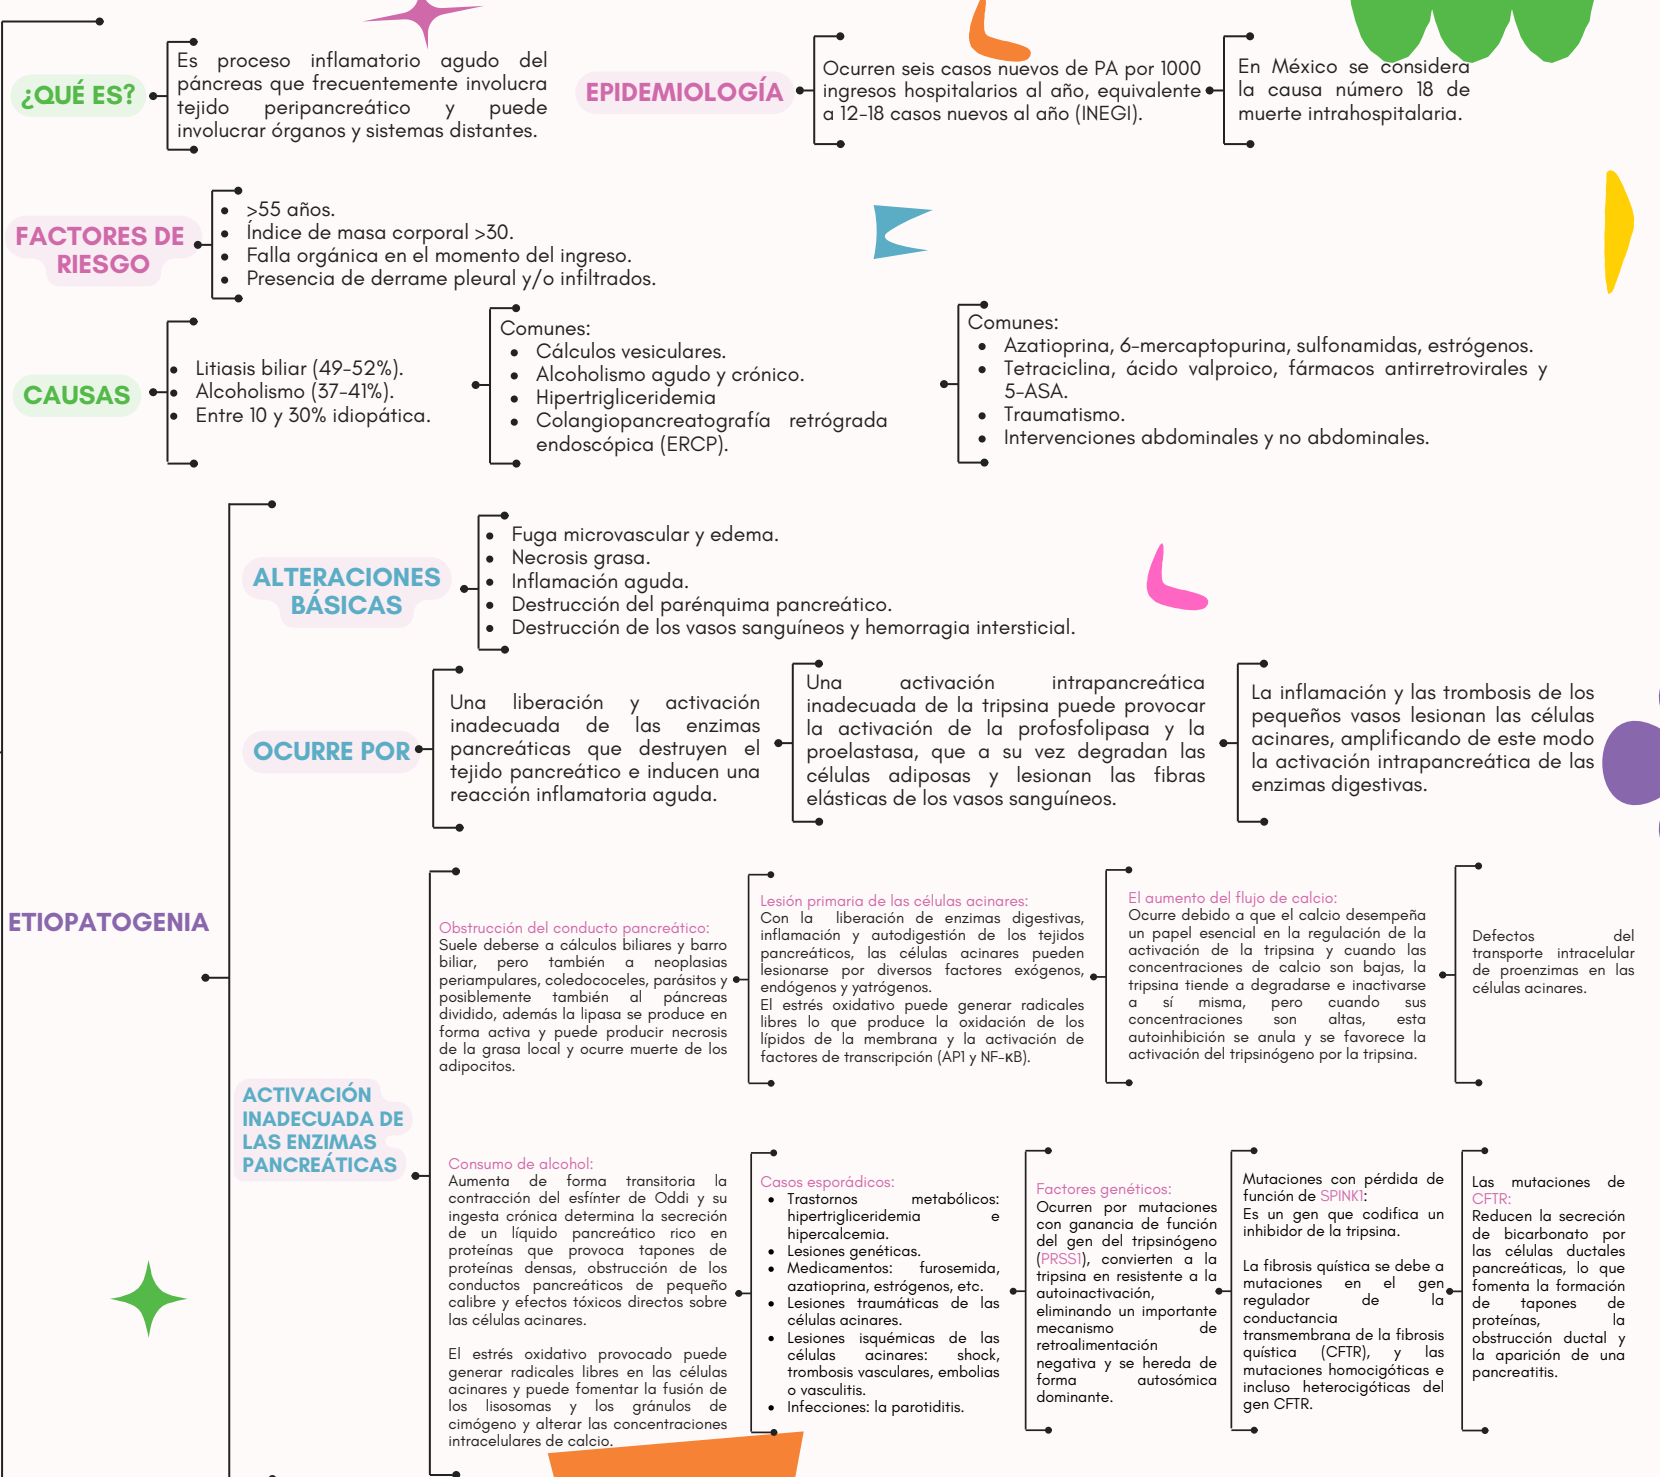 ¿QUÉ ES?
Es proceso inflamatorio agudo del
páncreas que frecuentemente involucra
tejido peripancreático y puede
involucrar órganos y sistemas distantes.
EPIDEMIOLOGÍA
Ocurren seis casos nuevos de PA por 1000
ingresos hospitalarios al año, equivalente
a 12-18 casos nuevos al año (INEGI).
En México se considera
la causa número 18 de
muerte intrahospitalaria.
FACTORES DE
RIESGO
• >55 años.
• Índice de masa corporal >30.
• Falla orgánica en el momento del ingreso.
• Presencia de derrame pleural y/o infiltrados.
CAUSAS
• Litiasis biliar (49-52%).
• Alcoholismo (37-41%).
• Entre 10 y 30% idiopática.
Comunes:
• Cálculos vesiculares.
• Alcoholismo agudo y crónico.
• Hipertrigliceridemia
• Colangiopancreatografía retrógrada
endoscópica (ERCP).
Comunes:
• Azatioprina, 6-mercaptopurina, sulfonamidas, estrógenos.
• Tetraciclina, ácido valproico, fármacos antirretrovirales y
5-ASA.
• Traumatismo.
• Intervenciones abdominales y no abdominales.
ETIOPATOGENIA
ALTERACIONES
BÁSICAS
• Fuga microvascular y edema.
• Necrosis grasa.
• Inflamación aguda.
• Destrucción del parénquima pancreático.
• Destrucción de los vasos sanguíneos y hemorragia intersticial.
OCURRE POR
Una liberación y activación
inadecuada de las enzimas
pancreáticas que destruyen el
tejido pancreático e inducen una
reacción inflamatoria aguda.
Una activación intrapancreática
inadecuada de la tripsina puede provocar
la activación de la profosfolipasa y la
proelastasa, que a su vez degradan las
células adiposas y lesionan las fibras
elásticas de los vasos sanguíneos.
La inflamación y las trombosis de los
pequeños vasos lesionan las células
acinares, amplificando de este modo
la activación intrapancreática de las
enzimas digestivas.
ACTIVACIÓN
INADECUADA DE
LAS ENZIMAS
PANCREÁTICAS
Obstrucción del conducto pancreático:
Suele deberse a cálculos biliares y barro
biliar, pero también a neoplasias
periampulares, coledococeles, parásitos y
posiblemente también al páncreas
dividido, además la lipasa se produce en
forma activa y puede producir necrosis
de la grasa local y ocurre muerte de los
adipocitos.
Lesión primaria de las células acinares:
Con la liberación de enzimas digestivas,
inflamación y autodigestión de los tejidos
pancreáticos, las células acinares pueden
lesionarse por diversos factores exógenos,
endógenos y yatrógenos.
El estrés oxidativo puede generar radicales
libres lo que produce la oxidación de los
lípidos de la membrana y la activación de
factores de transcripción (AP1 y NF-κB).
El aumento del flujo de calcio:
Ocurre debido a que el calcio desempeña
un papel esencial en la regulación de la
activación de la tripsina y cuando las
concentraciones de calcio son bajas, la
tripsina tiende a degradarse e inactivarse
a sí misma, pero cuando sus
concentraciones son altas, esta
autoinhibición se anula y se favorece la
activación del tripsinógeno por la tripsina.
Defectos del
transporte intracelular
de proenzimas en las
células acinares.
Consumo de alcohol:
Aumenta de forma transitoria la
contracción del esfínter de Oddi y su
ingesta crónica determina la secreción
de un líquido pancreático rico en
proteínas que provoca tapones de
proteínas densas, obstrucción de los
conductos pancreáticos de pequeño
calibre y efectos tóxicos directos sobre
las células acinares.
El estrés oxidativo provocado puede
generar radicales libres en las células
acinares y puede fomentar la fusión de
los lisosomas y los gránulos de
cimógeno y alterar las concentraciones
intracelulares de calcio.
Casos esporádicos:
• Trastornos metabólicos:
hipertrigliceridemia e
hipercalcemia.
• Lesiones genéticas.
• Medicamentos: furosemida,
azatioprina, estrógenos, etc.
• Lesiones traumáticas de las
células acinares.
• Lesiones isquémicas de las
células acinares: shock,
trombosis vasculares, embolias
o vasculitis.
• Infecciones: la parotiditis.
Factores genéticos:
Ocurren por mutaciones
con ganancia de función
del gen del tripsinógeno
(PRSS1), convierten a la
tripsina en resistente a la
autoinactivación,
eliminando un importante
mecanismo de
retroalimentación
negativa y se hereda de
forma autosómica
dominante.
Mutaciones con pérdida de
función de SPINK1:
Es un gen que codifica un
inhibidor de la tripsina.
La fibrosis quística se debe a
mutaciones en el gen
regulador de la
conductancia
transmembrana de la fibrosis
quística (CFTR), y las
mutaciones homocigóticas e
incluso heterocigóticas del
gen CFTR.
Las mutaciones de
CFTR:
Reducen la secreción
de bicarbonato por
las células ductales
pancreáticas, lo que
fomenta la formación
de tapones de
proteínas, la
obstrucción ductal y
la aparición de una
pancreatitis.